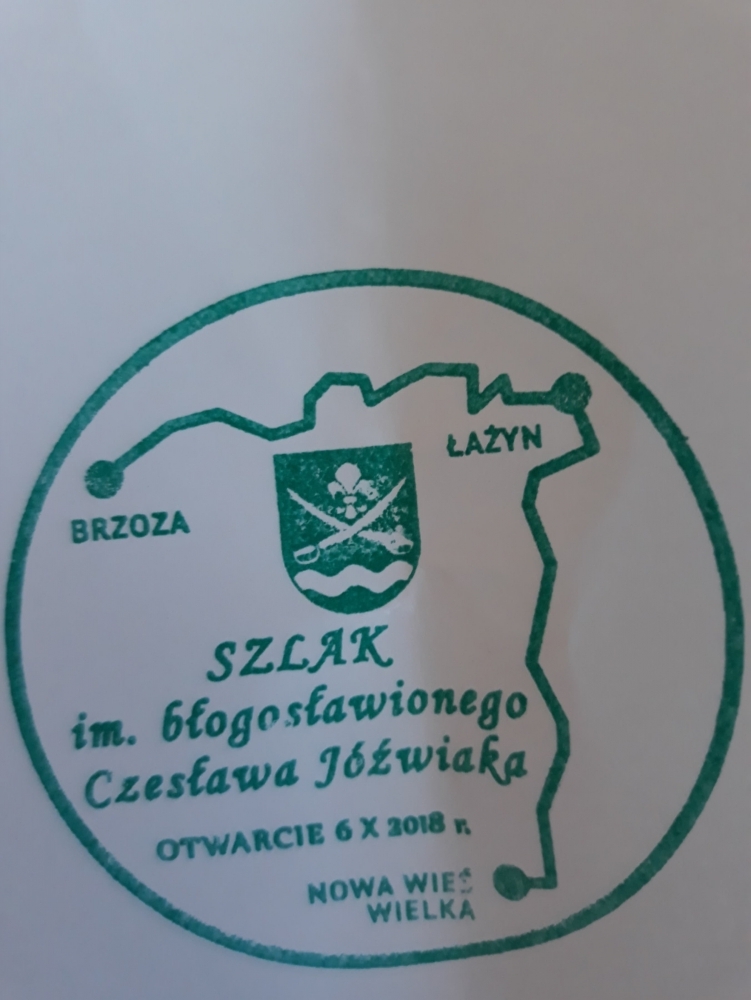 ŁAŻYN
BRZOZA
SZLAK
im. błogosławionego
Czesława Jóźwiaka
OTWARCIE 6 X 2018 r.
NOWA WIEŚ
WIELKA